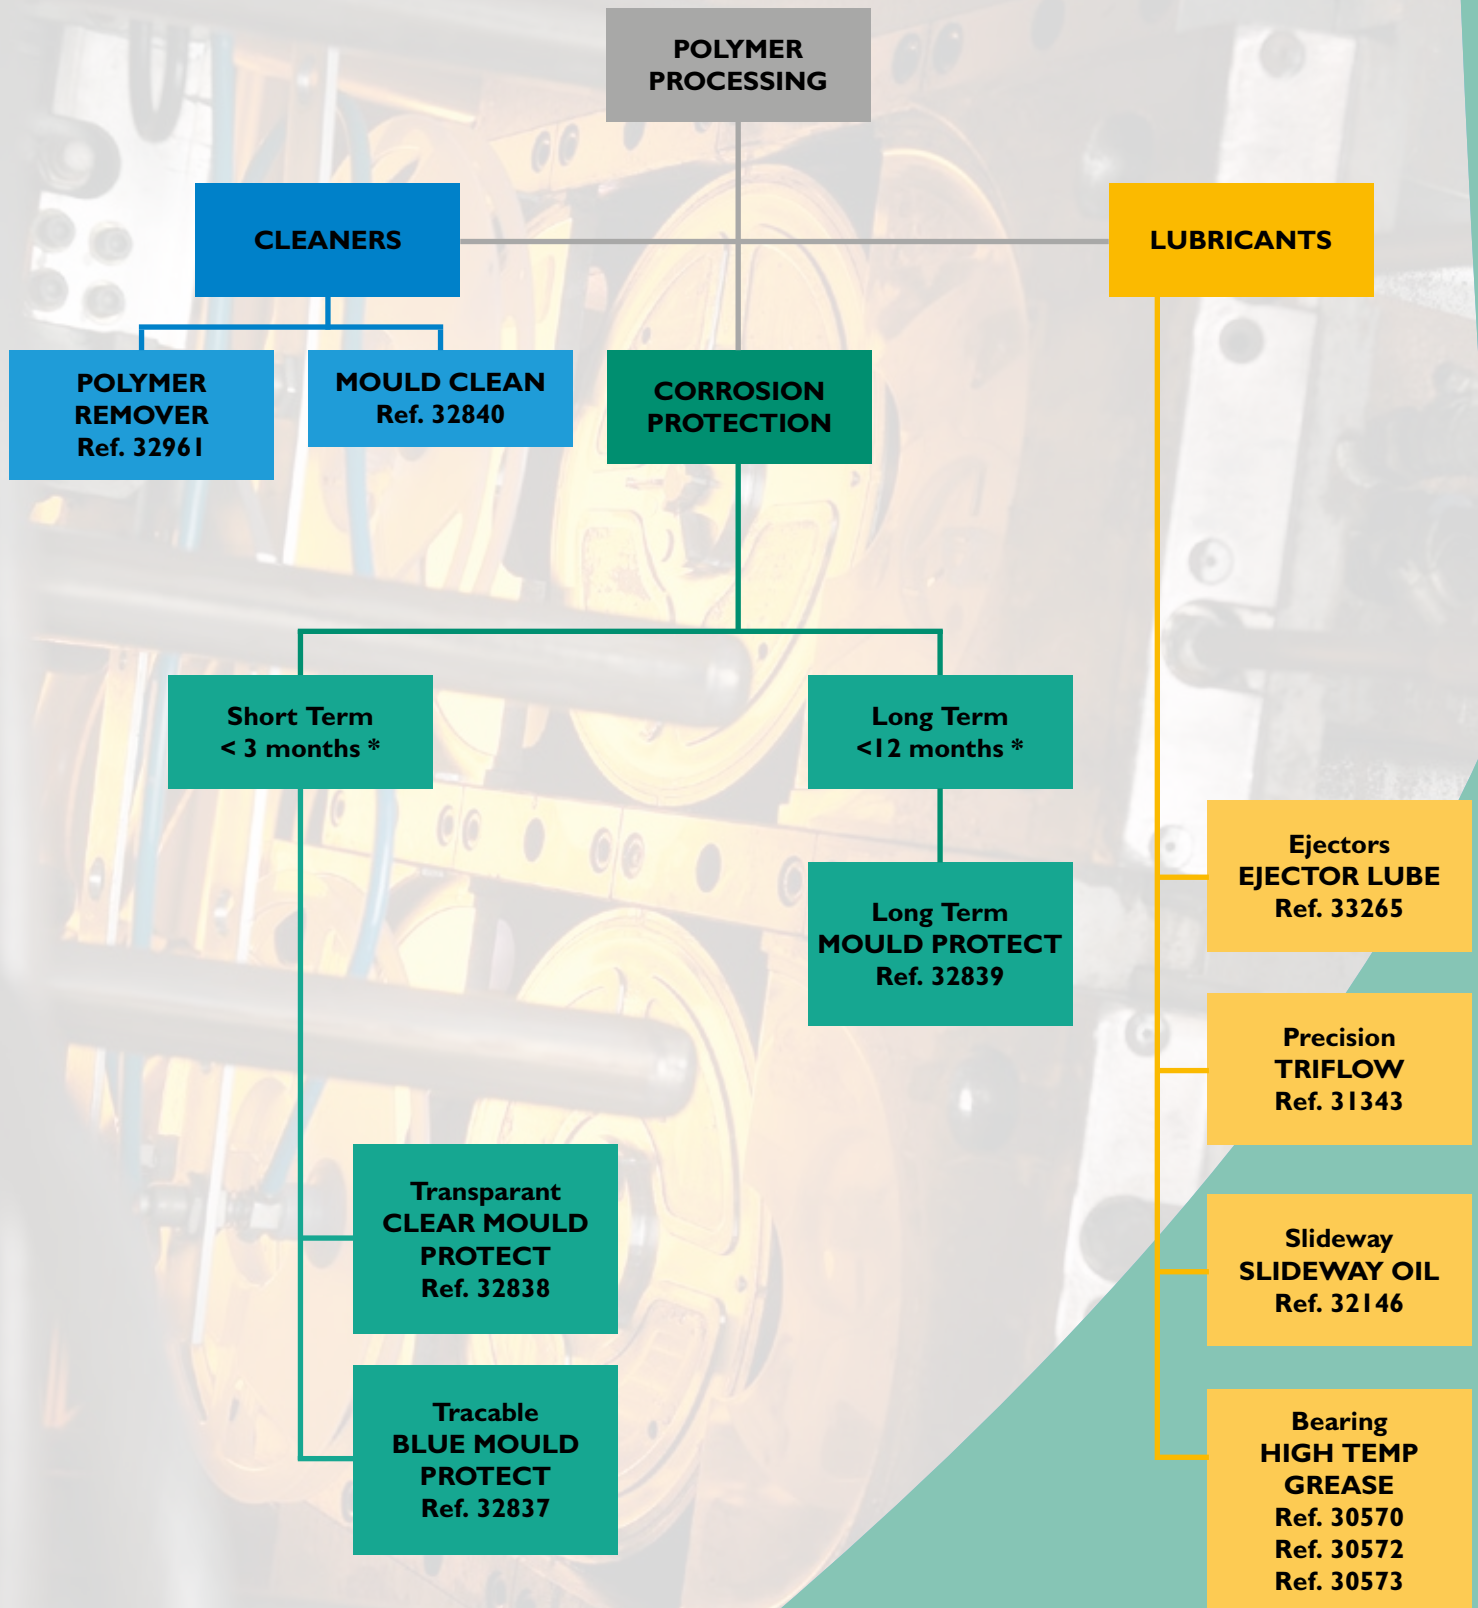 POLYMER
PROCESSING
CLEANERS
LUBRICANTS
POLYMER
REMOVER
Ref. 32961
MOULD CLEAN
Ref. 32840
CORROSION
PROTECTION
Short Term
< 3 months *
Long Term
<12 months *
Long Term
MOULD PROTECT
Ref. 32839
Transparant
CLEAR MOULD
PROTECT
Ref. 32838
Tracable
BLUE MOULD
PROTECT
Ref. 32837
Ejectors
EJECTOR LUBE
Ref. 33265
Precision
TRIFLOW
Ref. 31343
Slideway
SLIDEWAY OIL
Ref. 32146
Bearing
HIGH TEMP
GREASE
Ref. 30570
Ref. 30572
Ref. 30573